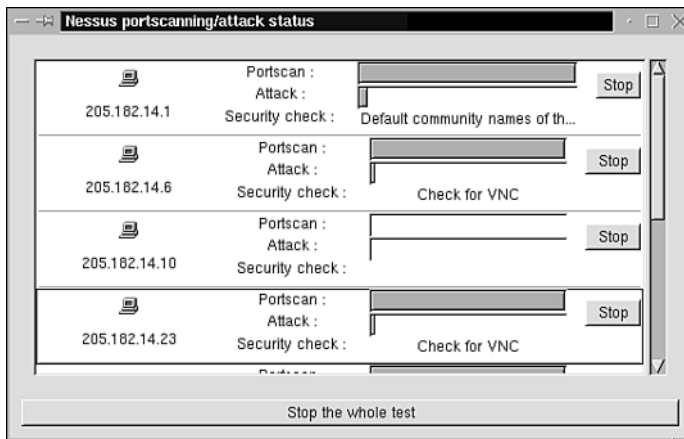 Nessus portscanning/attack status
Portscan :
Attack :
Stop
205.182.14.1
Security check : Default community names of th...
Portscan :
Attack :
Stop
205.182.14.6
Security check : Check for VNC
Portscan :
Attack :
Stop
205.182.14.10
Security check :
Portscan :
Attack :
Stop
205.182.14.23
Security check : Check for VNC
Stop the whole test